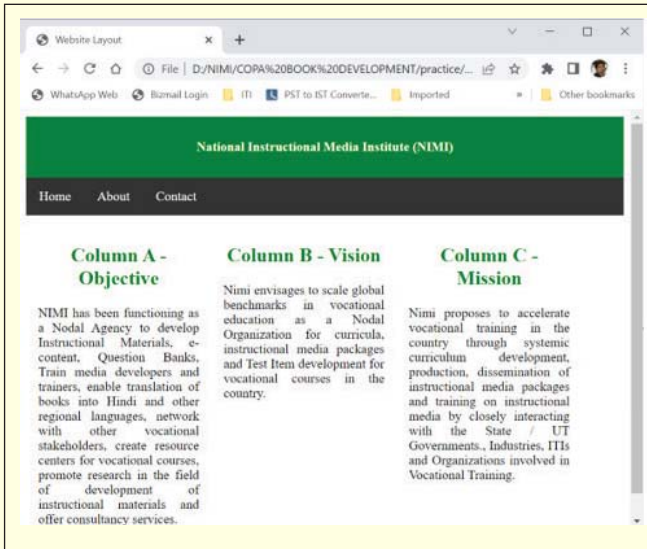 Website Layout
File | D:/NIMI/COPA%20BOOK%20DEVELOPMENT/practice/...
WhatsApp Web Bizmail Login ITI PST to IST Converte... Imported » Other bookmarks
National Instructional Media Institute (NIMI)
Home About Contact
Column A -
Objective
NIMI has been functioning as
a Nodal Agency to develop
Instructional Materials, e-
content, Question Banks,
Train media developers and
trainers, enable translation of
books into Hindi and other
regional languages, network
with other vocational
stakeholders, create resource
centers for vocational courses,
promote research in the field
of development of
instructional materials and
offer consultancy services.
Column B - Vision
Nimi envisages to scale global
benchmarks in vocational
education as a Nodal
Organization for curricula,
instructional media packages
and Test Item development for
vocational courses in the
country.
Column C -
Mission
Nimi proposes to accelerate
vocational training in the
country through systemic
curriculum development,
production, dissemination of
instructional media packages
and training on instructional
media by closely interacting
with the State / UT
Governments., Industries, ITIs
and Organizations involved in
Vocational Training.